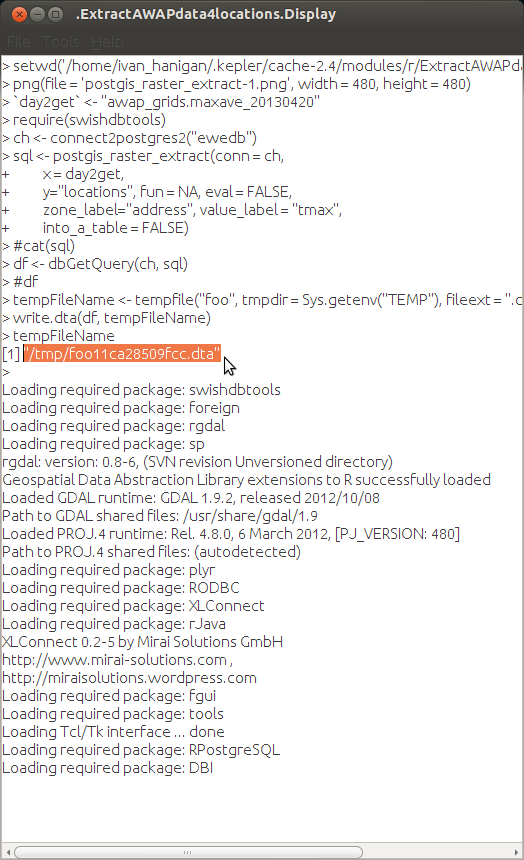 .ExtractAWAPdata4locations.Display
File Tools Help
> setwd('/home/ivan_hanigan/.kepler/cache-2.4/modules/r/ExtractAWAPda
> png(file = 'postgis_raster_extract-1.png', width = 480, height = 480)
> `day2get` <- "awap_grids.maxave_20130420"
> require(swishdbtools)
> ch <- connect2postgres2("ewedb")
> sql <- postgis_raster_extract(conn = ch,
+ x = day2get,
+ y="locations", fun = NA, eval = FALSE,
+ zone_label="address", value_label = "tmax",
+ into_a_table = FALSE)
> #cat(sql)
> df <- dbGetQuery(ch, sql)
> #df
> tempFileName <- tempfile("foo", tmpdir = Sys.getenv("TEMP"), fileext = ".d
> write.dta(df, tempFileName)
> tempFileName
[1] "/tmp/foo11ca28509fcc.dta"
>
Loading required package: swishdbtools
Loading required package: foreign
Loading required package: rgdal
Loading required package: sp
rgdal: version: 0.8-6, (SVN revision Unversioned directory)
Geospatial Data Abstraction Library extensions to R successfully loaded
Loaded GDAL runtime: GDAL 1.9.2, released 2012/10/08
Path to GDAL shared files: /usr/share/gdal/1.9
Loaded PROJ.4 runtime: Rel. 4.8.0, 6 March 2012, [PJ_VERSION: 480]
Path to PROJ.4 shared files: (autodetected)
Loading required package: plyr
Loading required package: RODBC
Loading required package: XLConnect
Loading required package: rJava
XLConnect 0.2-5 by Mirai Solutions GmbH
http://www.mirai-solutions.com ,
http://miraisolutions.wordpress.com
Loading required package: fgui
Loading required package: tools
Loading Tcl/Tk interface ... done
Loading required package: RPostgreSQL
Loading required package: DBI